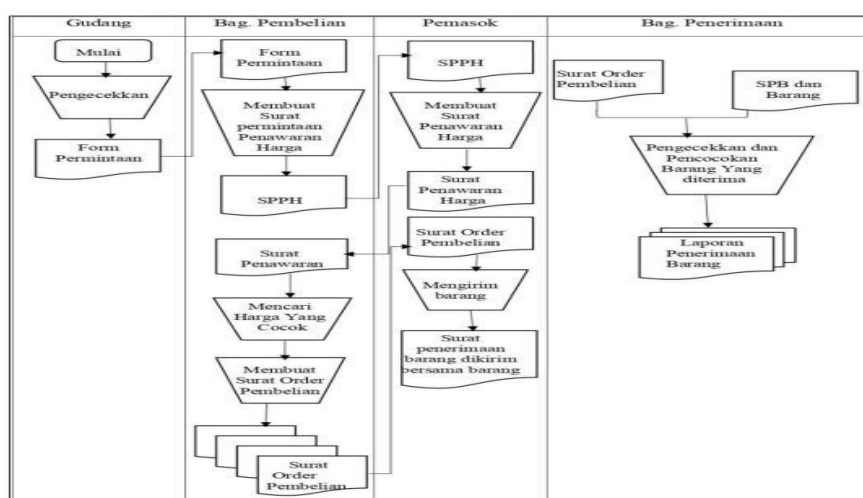 Gudang
Bag. Pembelian
Pemasok
Bag. Penerimaan
Mulai
Pengecekkan
Form
Permintaan
Form
Permintaan
Membuat
Surat
permintaan
Penawaran
Harga
SPPH
Surat
Penawaran
Mencari
Harga Yang
Cocok
Membuat
Surat Order
Pembelian
Surat
Order
Pembelian
SPPH
Membuat
Surat
Penawaran
Harga
Surat
Penawaran
Harga
Surat Order
Pembelian
Mengirim
barang
Surat
penerimaan
barang dikirim
bersama barang
Surat Order
Pembelian
SPB dan
Barang
Pengecekkan dan
Pencocokan
Barang Yang
diterima
Laporan
Penerimaan
Barang